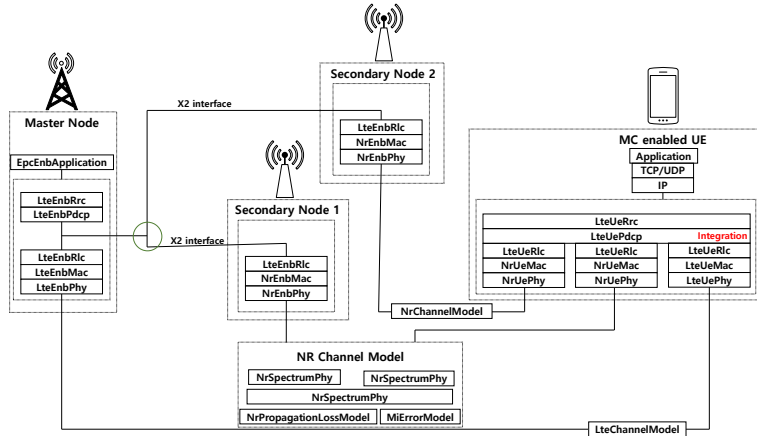 Secondary Node 2
X2 interface
LteEnbRlc
NrEnbMac
NrEnbPhy
Master Node
EpcEnbApplication
LteEnbRrc
LteEnbPdcp
LteEnbRlc
LteEnbMac
LteEnbPhy
Secondary Node 1
X2 interface
LteEnbRlc
NrEnbMac
NrEnbPhy
MC enabled UE
Application
TCP/UDP
IP
LteUeRrc
LteUePdcp
Integration
LteUeRlc
NrUeMac
NrUePhy
LteUeRlc
NrUeMac
NrUePhy
LteUeRlc
LteUeMac
LteUePhy
NrChannelModel
NR Channel Model
NrSpectrumPhy
NrSpectrumPhy
NrSpectrumPhy
NrPropagationLossModel
MiErrorModel
LteChannelModel